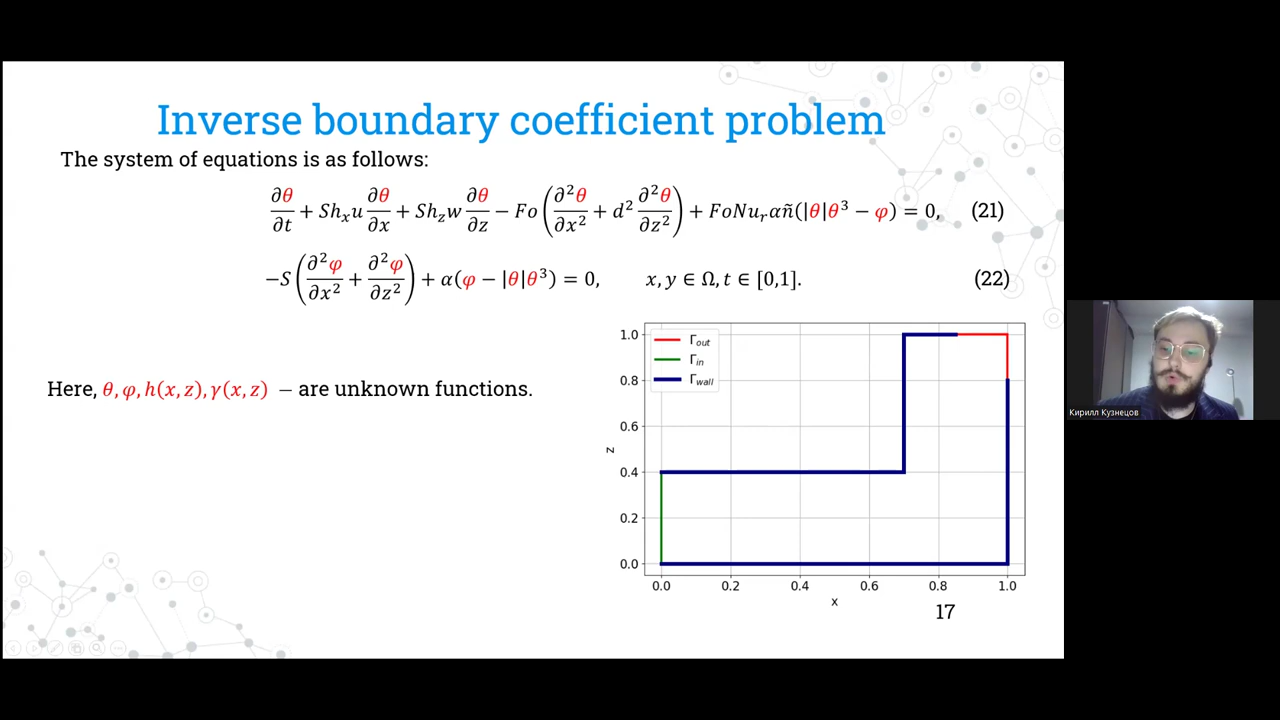 Inverse boundary coefficient problem
The system of equations is as follows:
∂θ/∂t + Sh_x u ∂θ/∂x + Sh_z w ∂θ/∂z − Fo (∂²θ/∂x² + d² ∂²θ/∂z²) + FoNu_r αñ(|θ|θ³ − φ) = 0, (21)
−S (∂²φ/∂x² + ∂²φ/∂z²) + α(φ − |θ|θ³) = 0, x, y ∈ Ω, t ∈ [0,1]. (22)
Here, θ, φ, h(x, z), γ(x, z) − are unknown functions.
Γ_out
Γ_in
Γ_wall
1.0
0.8
0.6
0.4
0.2
0.0
z
0.0 0.2 0.4 0.6 0.8 1.0
x
17
Кирилл Кузнецов